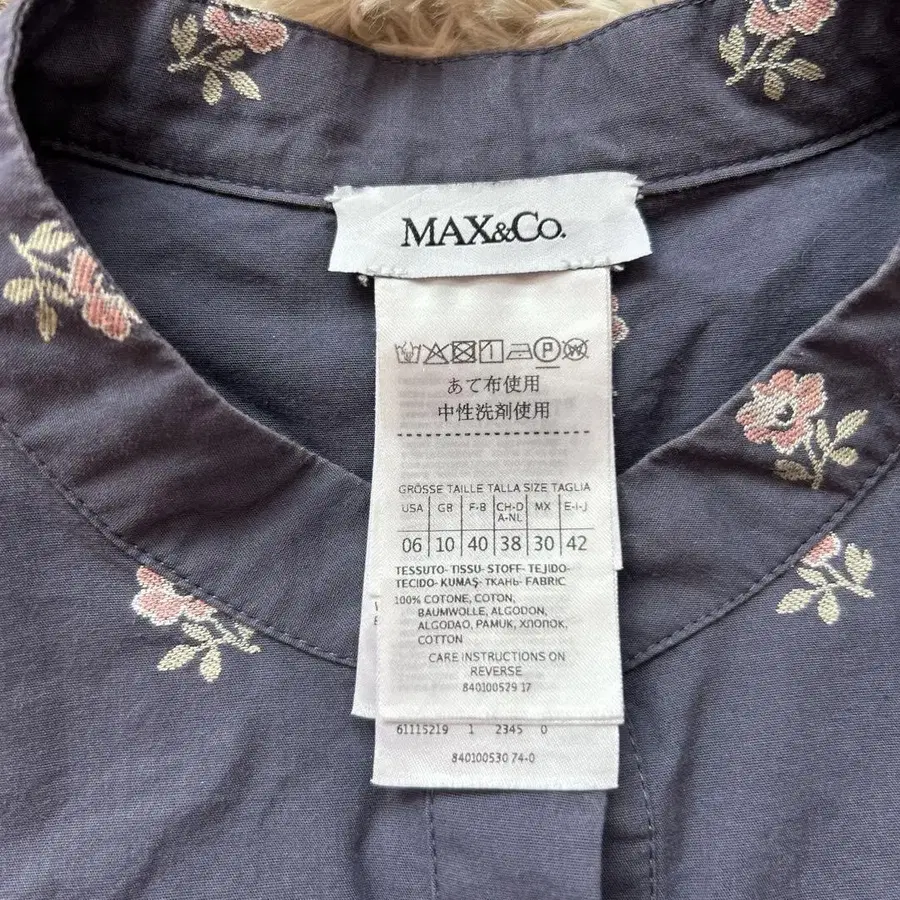 MAX&Co.
あて布使用
中性洗剤使用
GRÖSSE TAILLE TALLA SIZE TAGLIA
USA GB F-B CH-D A-NL MX E-I-J
06 10 40 38 30 42
TESSUTO- TISSU- STOFF- TEJIDO-
TECIDO- KUMAŞ- ТКАНЬ- FABRIC
100% COTONE, COTON,
BAUMWOLLE, ALGODON,
ALGODAO, PAMUK, ХЛОПОК,
COTTON
CARE INSTRUCTIONS ON
REVERSE
840100529 17
61115219 1 2345 0
840100530 74-0